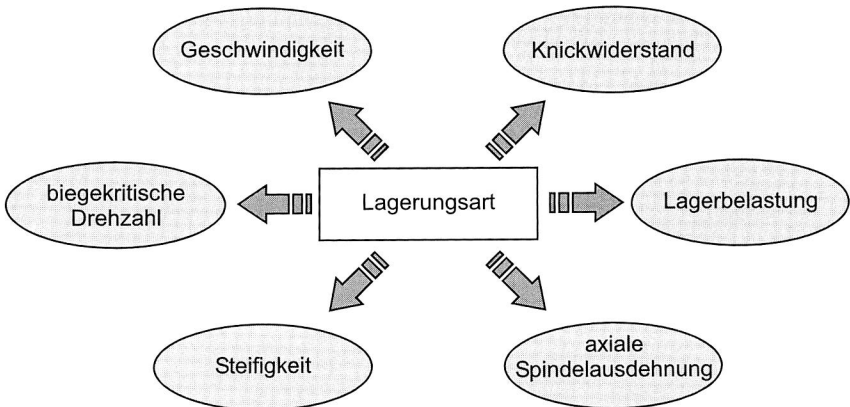 Geschwindigkeit
Knickwiderstand
biegekritische
Drehzahl
Lagerungsart
Lagerbelastung
Steifigkeit
axiale
Spindelausdehnung